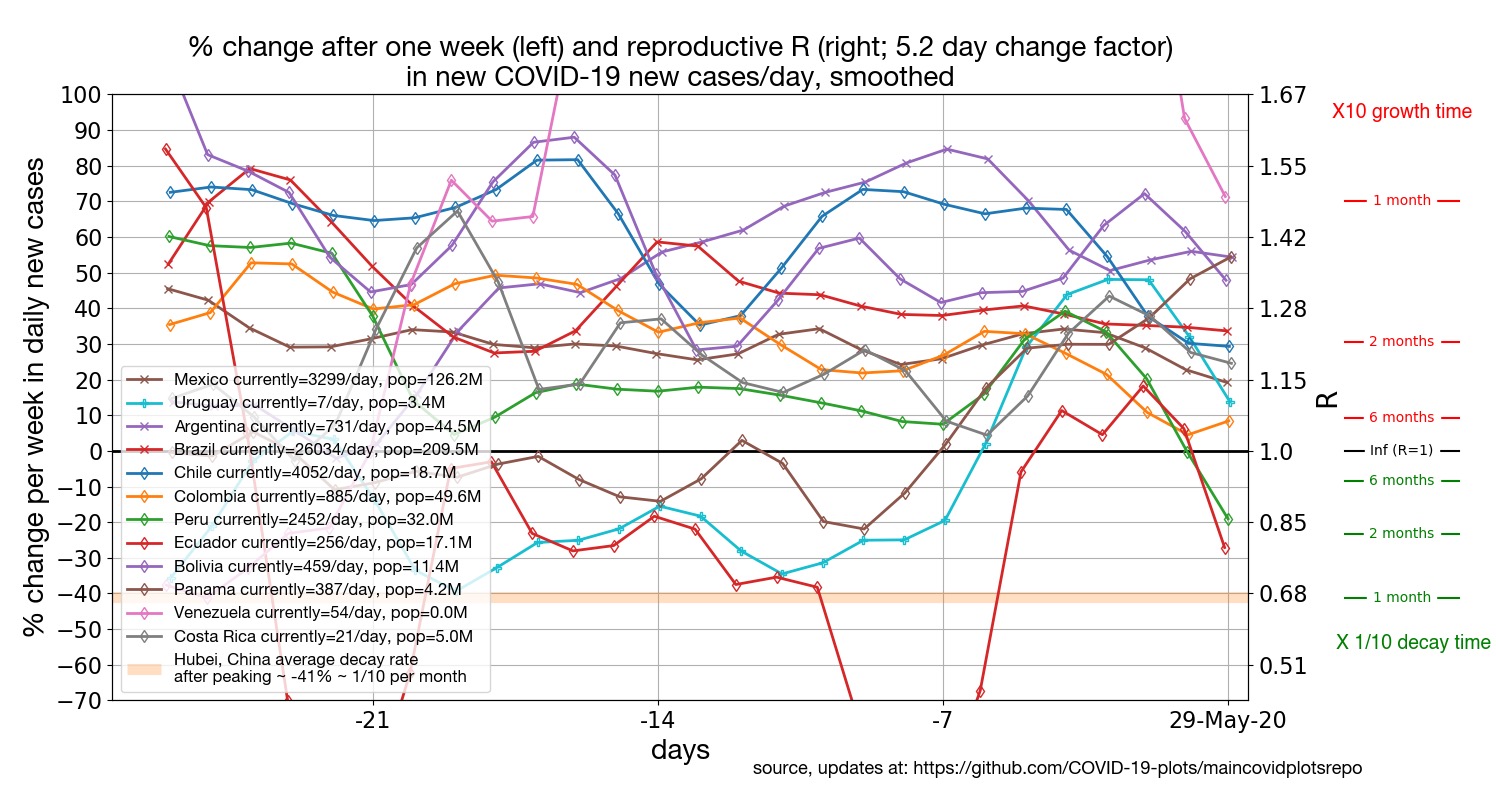 % change after one week (left) and reproductive R (right; 5.2 day change factor)
in new COVID-19 new cases/day, smoothed
% change per week in daily new cases
100
90
80
70
60
50
40
30
20
10
0
−10
−20
−30
−40
−50
−60
−70
Mexico currently=3299/day, pop=126.2M
Uruguay currently=7/day, pop=3.4M
Argentina currently=731/day, pop=44.5M
Brazil currently=26034/day, pop=209.5M
Chile currently=4052/day, pop=18.7M
Colombia currently=885/day, pop=49.6M
Peru currently=2452/day, pop=32.0M
Ecuador currently=256/day, pop=17.1M
Bolivia currently=459/day, pop=11.4M
Panama currently=387/day, pop=4.2M
Venezuela currently=54/day, pop=0.0M
Costa Rica currently=21/day, pop=5.0M
Hubei, China average decay rate
after peaking ~ -41% ~ 1/10 per month
-21
-14
-7
29-May-20
days
1.67
1.55
1.42
1.28
1.15
1.0
0.85
0.68
0.51
R
X10 growth time
1 month
2 months
6 months
Inf (R=1)
6 months
2 months
1 month
X 1/10 decay time
source, updates at: https://github.com/COVID-19-plots/maincovidplotsrepo